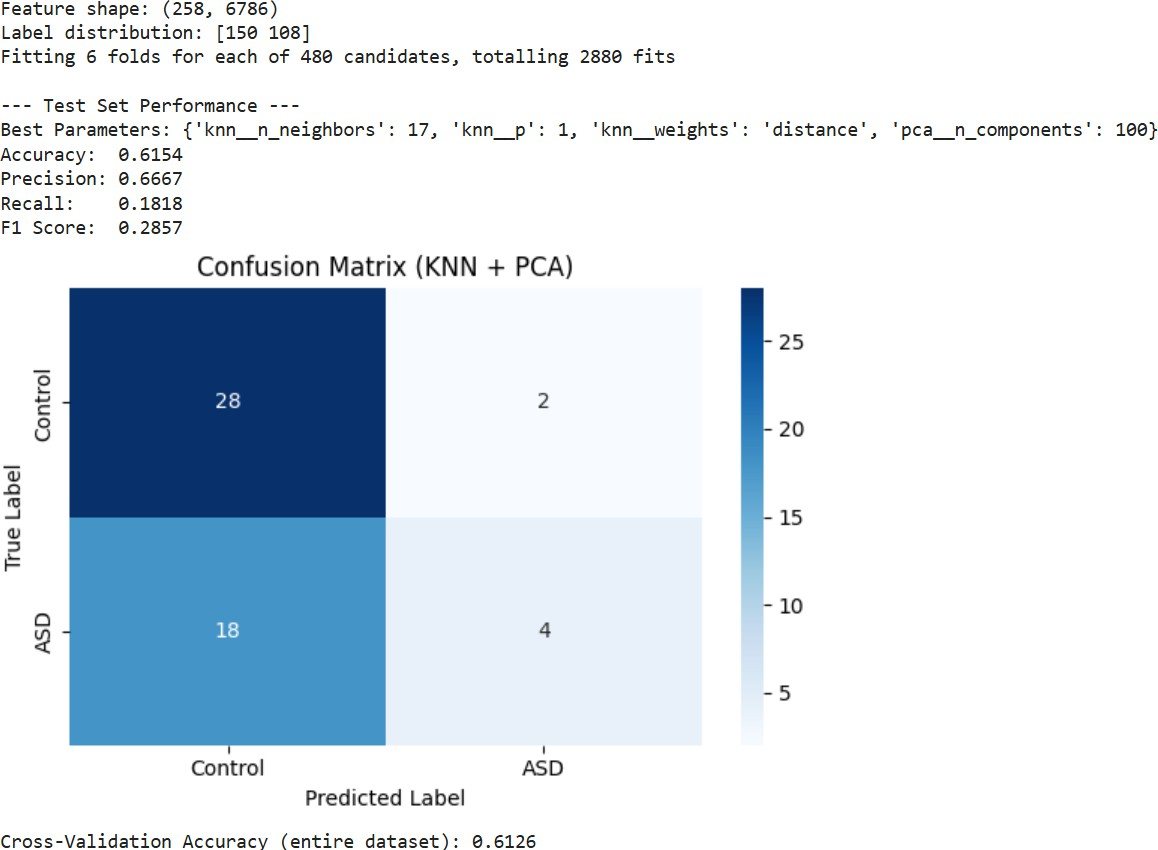 Feature shape: (258, 6786)
Label distribution: [150 108]
Fitting 6 folds for each of 480 candidates, totalling 2880 fits
--- Test Set Performance ---
Best Parameters: {'knn__n_neighbors': 17, 'knn__p': 1, 'knn__weights': 'distance', 'pca__n_components': 100}
Accuracy:  0.6154
Precision: 0.6667
Recall:    0.1818
F1 Score:  0.2857
Confusion Matrix (KNN + PCA)
28
2
18
4
Control
ASD
True Label
Control
ASD
Predicted Label
25
20
15
10
5
Cross-Validation Accuracy (entire dataset): 0.6126